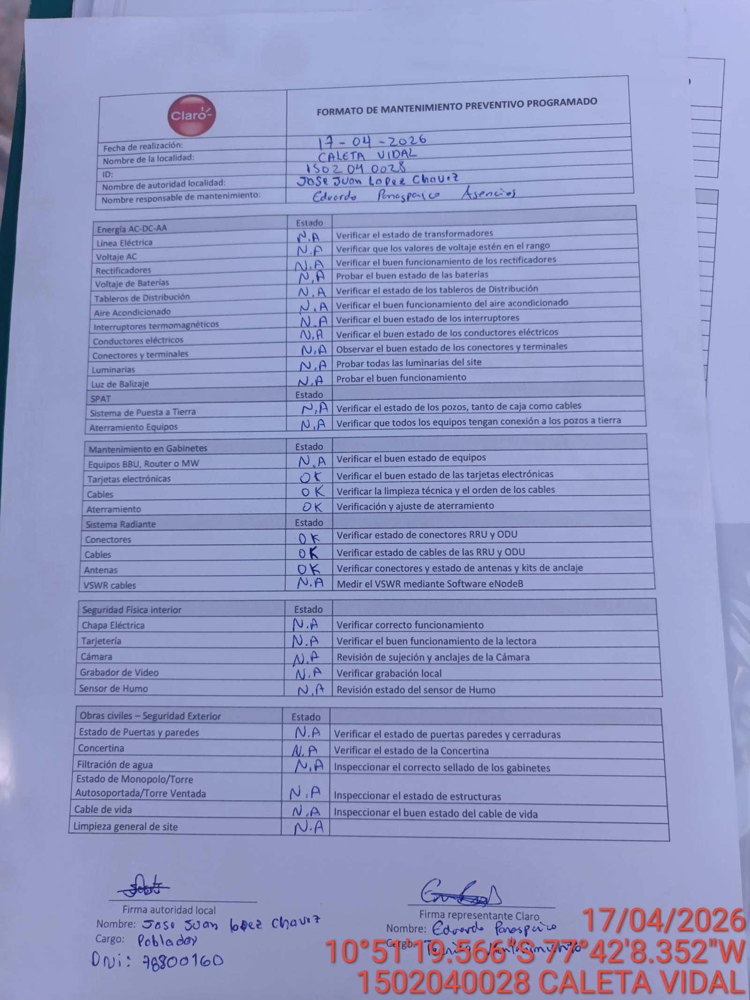 Claro
FORMATO DE MANTENIMIENTO PREVENTIVO PROGRAMADO
Fecha de realización: 17-04-2026
Nombre de la localidad: CALETA VIDAL
ID: 1502040028
Nombre de autoridad localidad: Jose Juan Lopez Chavez
Nombre responsable de mantenimiento: Eduardo Panaspaico Asencios
Energía AC-DC-AA Estado
Línea Eléctrica N.A Verificar el estado de transformadores
Voltaje AC N.A Verificar que los valores de voltaje estén en el rango
Rectificadores N.A Verificar el buen funcionamiento de los rectificadores
Voltaje de Baterías N.A Probar el buen estado de las baterías
Tableros de Distribución N.A Verificar el estado de los tableros de Distribución
Aire Acondicionado N.A Verificar el buen funcionamiento del aire acondicionado
Interruptores termomagnéticos N.A Verificar el buen estado de los interruptores
Conductores eléctricos N.A Verificar el buen estado de los conductores eléctricos
Conectores y terminales N.A Observar el buen estado de los conectores y terminales
Luminarias N.A Probar todas las luminarias del site
Luz de Balizaje N.A Probar el buen funcionamiento
SPAT Estado
Sistema de Puesta a Tierra N.A Verificar el estado de los pozos, tanto de caja como cables
Aterramiento Equipos N.A Verificar que todos los equipos tengan conexión a los pozos a tierra
Mantenimiento en Gabinetes Estado
Equipos BBU, Router o MW N.A Verificar el buen estado de equipos
Tarjetas electrónicas OK Verificar el buen estado de las tarjetas electrónicas
Cables OK Verificar la limpieza técnica y el orden de los cables
Aterramiento OK Verificación y ajuste de aterramiento
Sistema Radiante Estado
Conectores OK Verificar estado de conectores RRU y ODU
Cables OK Verificar estado de cables de las RRU y ODU
Antenas OK Verificar conectores y estado de antenas y kits de anclaje
VSWR cables N.A Medir el VSWR mediante Software eNodeB
Seguridad Física interior Estado
Chapa Eléctrica N.A Verificar correcto funcionamiento
Tarjetería N.A Verificar el buen funcionamiento de la lectora
Cámara N.A Revisión de sujeción y anclajes de la Cámara
Grabador de Video N.A Verificar grabación local
Sensor de Humo N.A Revisión estado del sensor de Humo
Obras civiles – Seguridad Exterior Estado
Estado de Puertas y paredes N.A Verificar el estado de puertas paredes y cerraduras
Concertina N.A Verificar el estado de la Concertina
Filtración de agua N.A Inspeccionar el correcto sellado de los gabinetes
Estado de Monopolo/Torre
Autosoportada/Torre Ventada N.A Inspeccionar el estado de estructuras
Cable de vida N.A Inspeccionar el buen estado del cable de vida
Limpieza general de site N.A
Firma autoridad local
Nombre: Jose Juan Lopez Chavez
Cargo: Poblador
DNi: 78800160
Firma representante Claro
Nombre: Eduardo Panaspaico
Cargo: Tecnico Mantenimiento
17/04/2026
10°51'19.566"S 77°42'8.352"W
1502040028 CALETA VIDAL